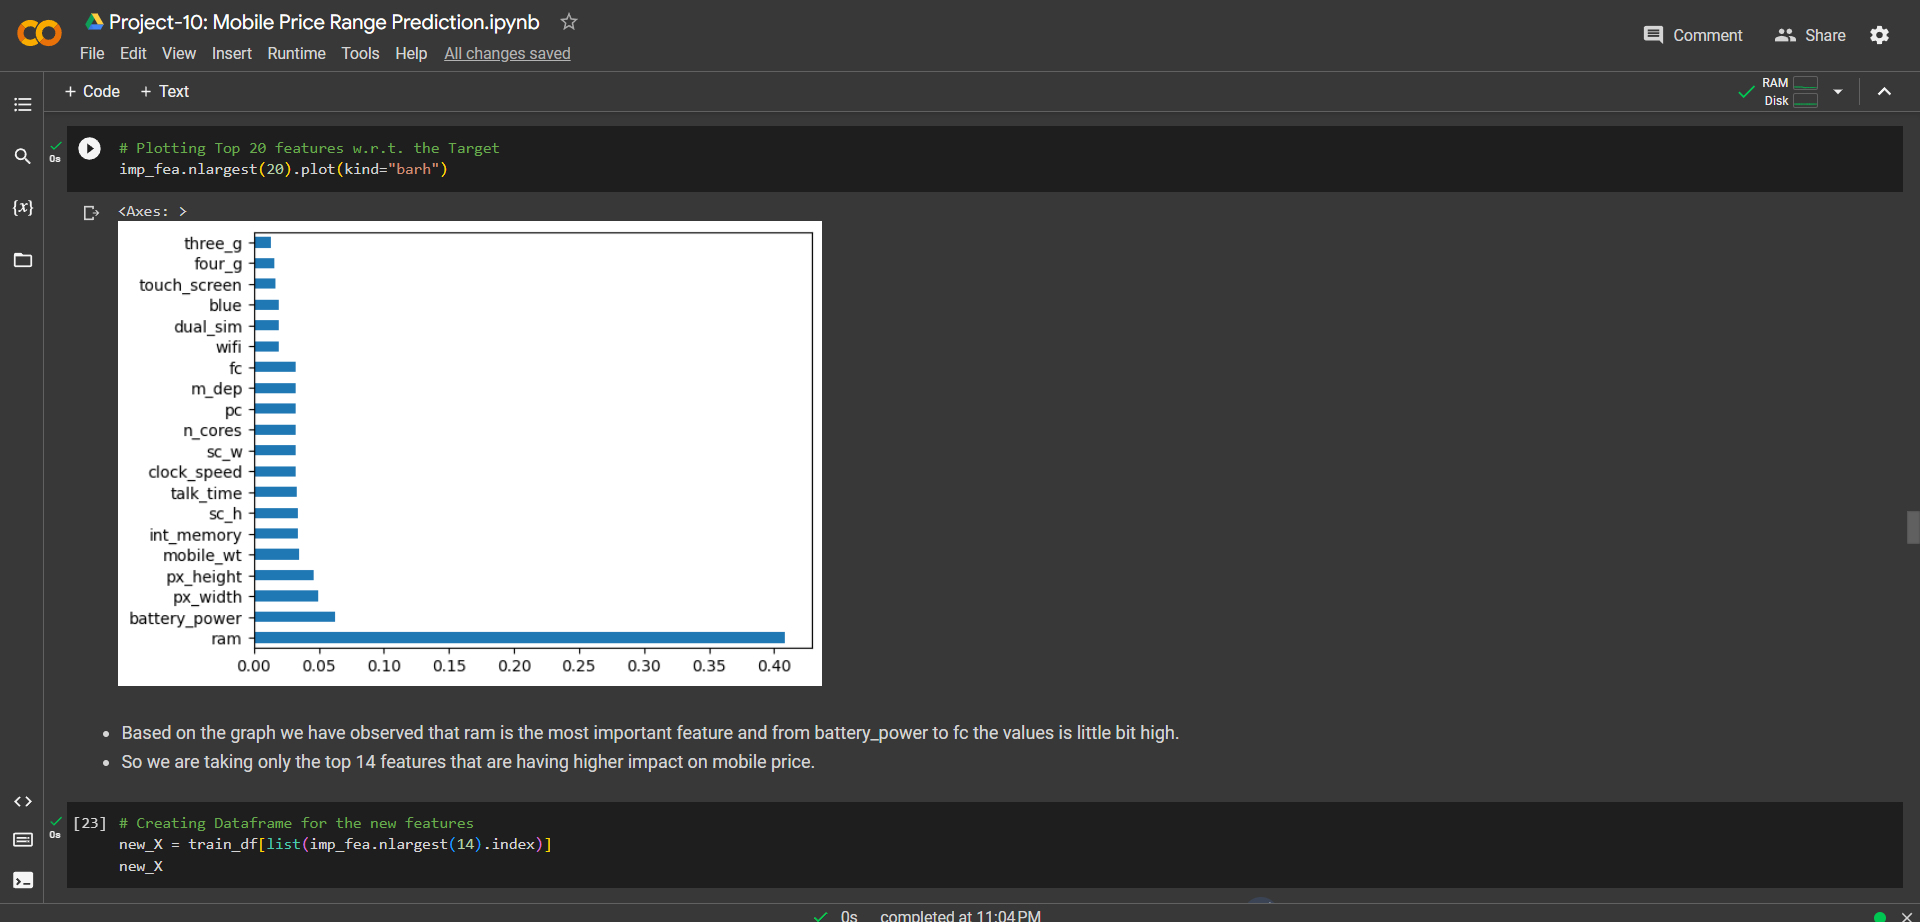 Project-10: Mobile Price Range Prediction.ipynb
File Edit View Insert Runtime Tools Help All changes saved
Comment Share
+ Code + Text
RAM
Disk
0s
# Plotting Top 20 features w.r.t. the Target
imp_fea.nlargest(20).plot(kind="barh")
<Axes: >
three_g
four_g
touch_screen
blue
dual_sim
wifi
fc
m_dep
pc
n_cores
sc_w
clock_speed
talk_time
sc_h
int_memory
mobile_wt
px_height
px_width
battery_power
ram
0.00 0.05 0.10 0.15 0.20 0.25 0.30 0.35 0.40
• Based on the graph we have observed that ram is the most important feature and from battery_power to fc the values is little bit high.
• So we are taking only the top 14 features that are having higher impact on mobile price.
0s
[23] # Creating Dataframe for the new features
new_X = train_df[list(imp_fea.nlargest(14).index)]
new_X
0s completed at 11:04 PM